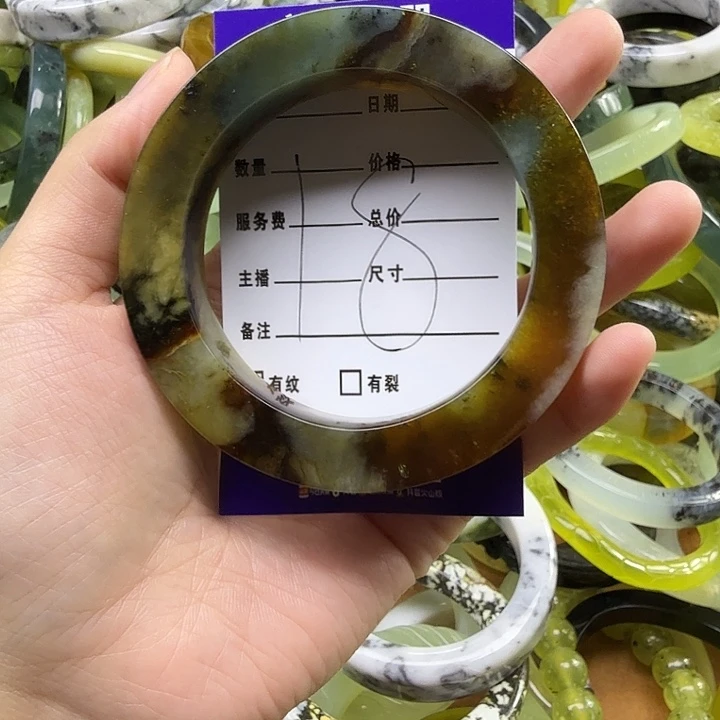 日期
数量 价格
服务费 总价
主播 尺寸
备注
18
有纹 有裂